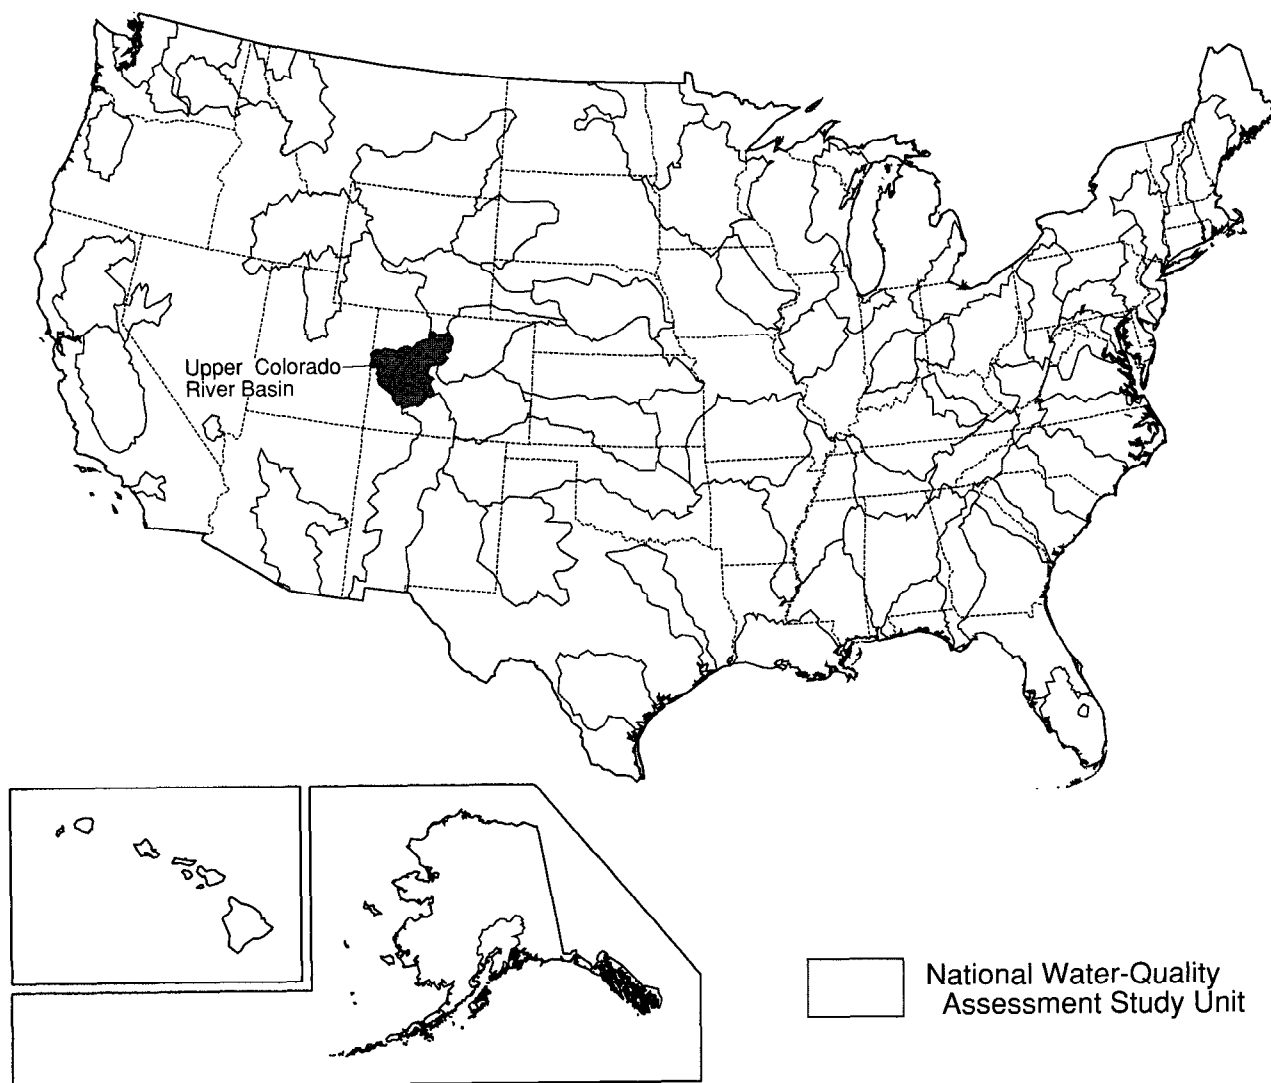 Upper Colorado
River Basin
National Water-Quality
Assessment Study Unit